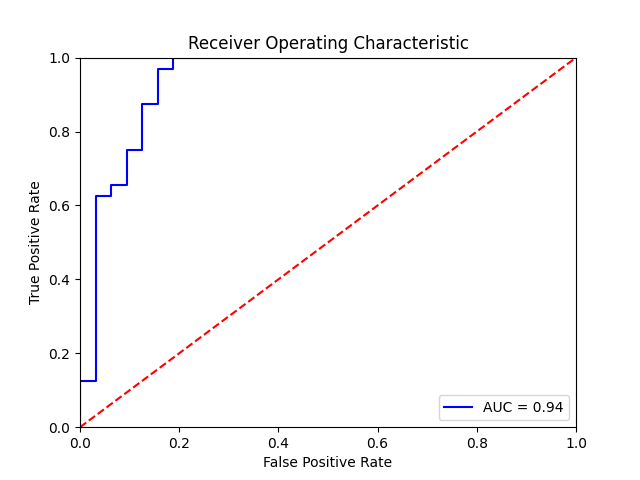 Receiver Operating Characteristic
True Positive Rate
1.0
0.8
0.6
0.4
0.2
0.0
AUC = 0.94
0.0 0.2 0.4 0.6 0.8 1.0
False Positive Rate